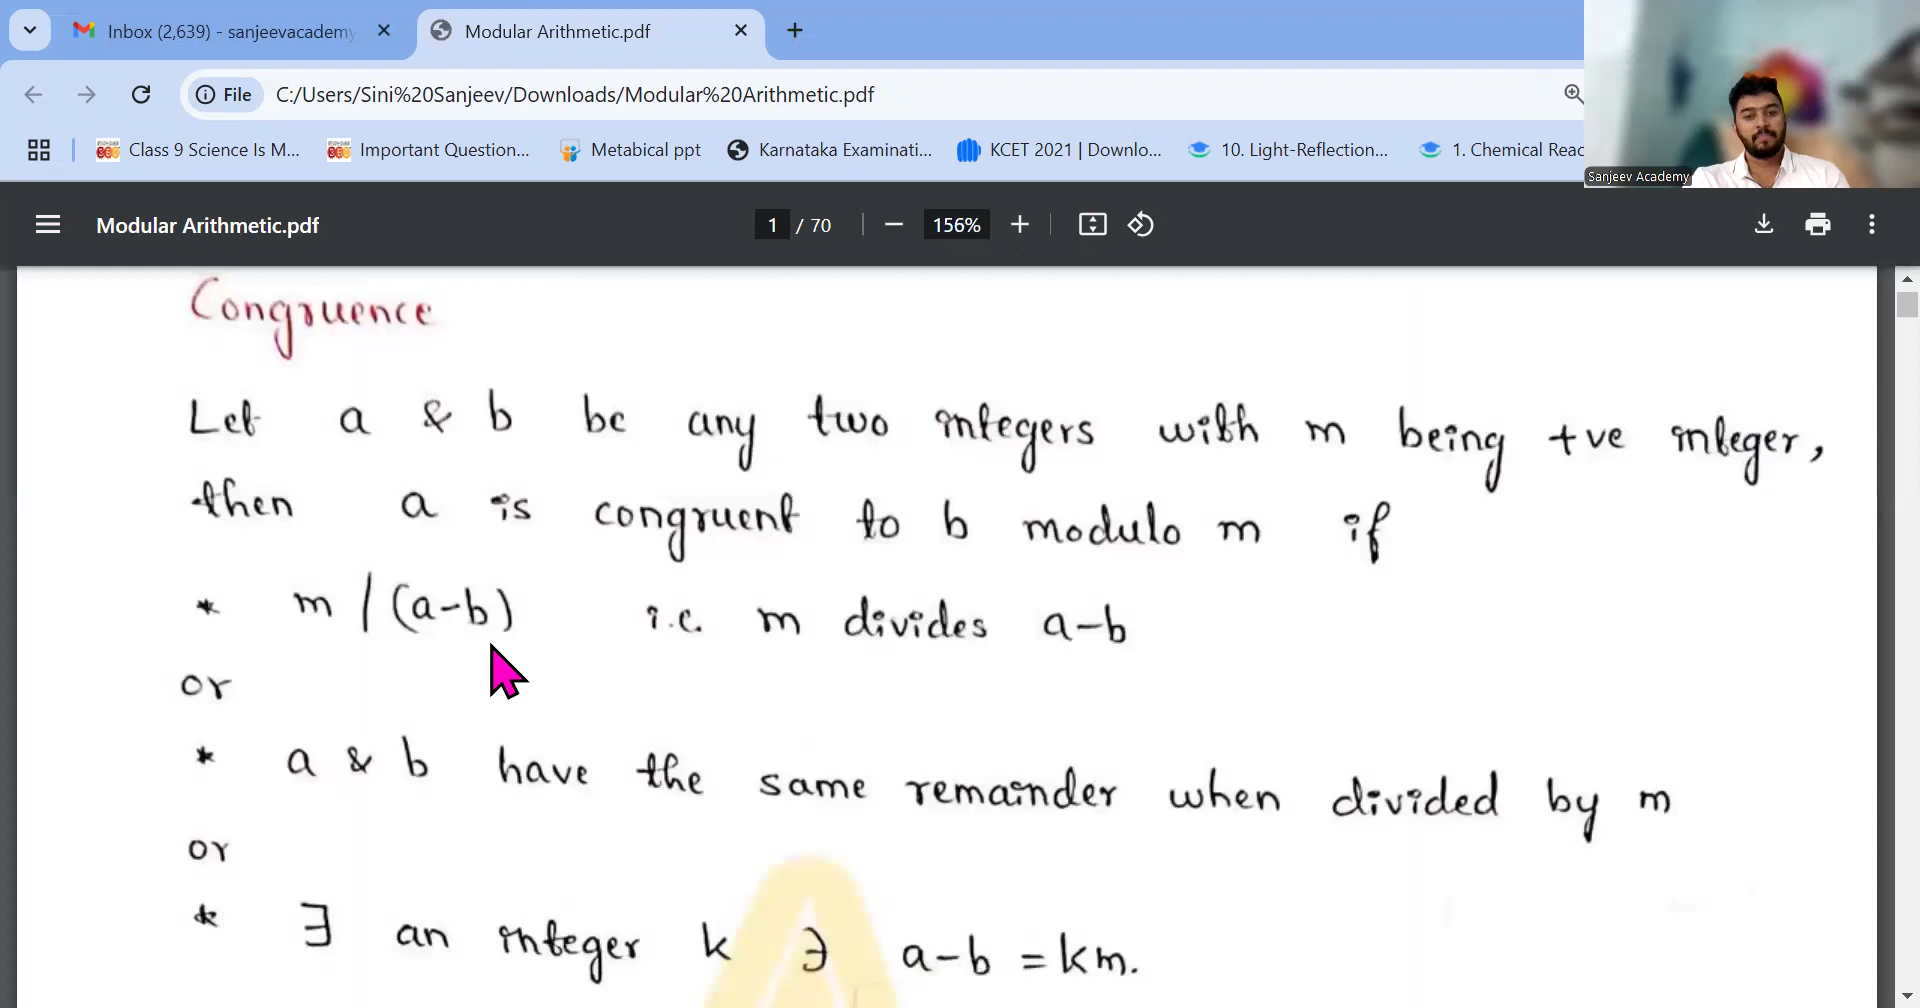 Inbox (2,639) - sanjeevacademy
Modular Arithmetic.pdf
File C:/Users/Sini%20Sanjeev/Downloads/Modular%20Arithmetic.pdf
Class 9 Science Is M... Important Question... Metabical ppt Karnataka Examinati... KCET 2021 | Downlo... 10. Light-Reflection... 1. Chemical Reac
Sanjeev Academy
Modular Arithmetic.pdf 1 / 70 156%
Congruence
Let a & b be any two integers with m being +ve integer,
then a is congruent to b modulo m if
* m | (a-b) i.e. m divides a-b
or
* a & b have the same remainder when divided by m
or
* ∃ an integer k ∋ a-b = km.